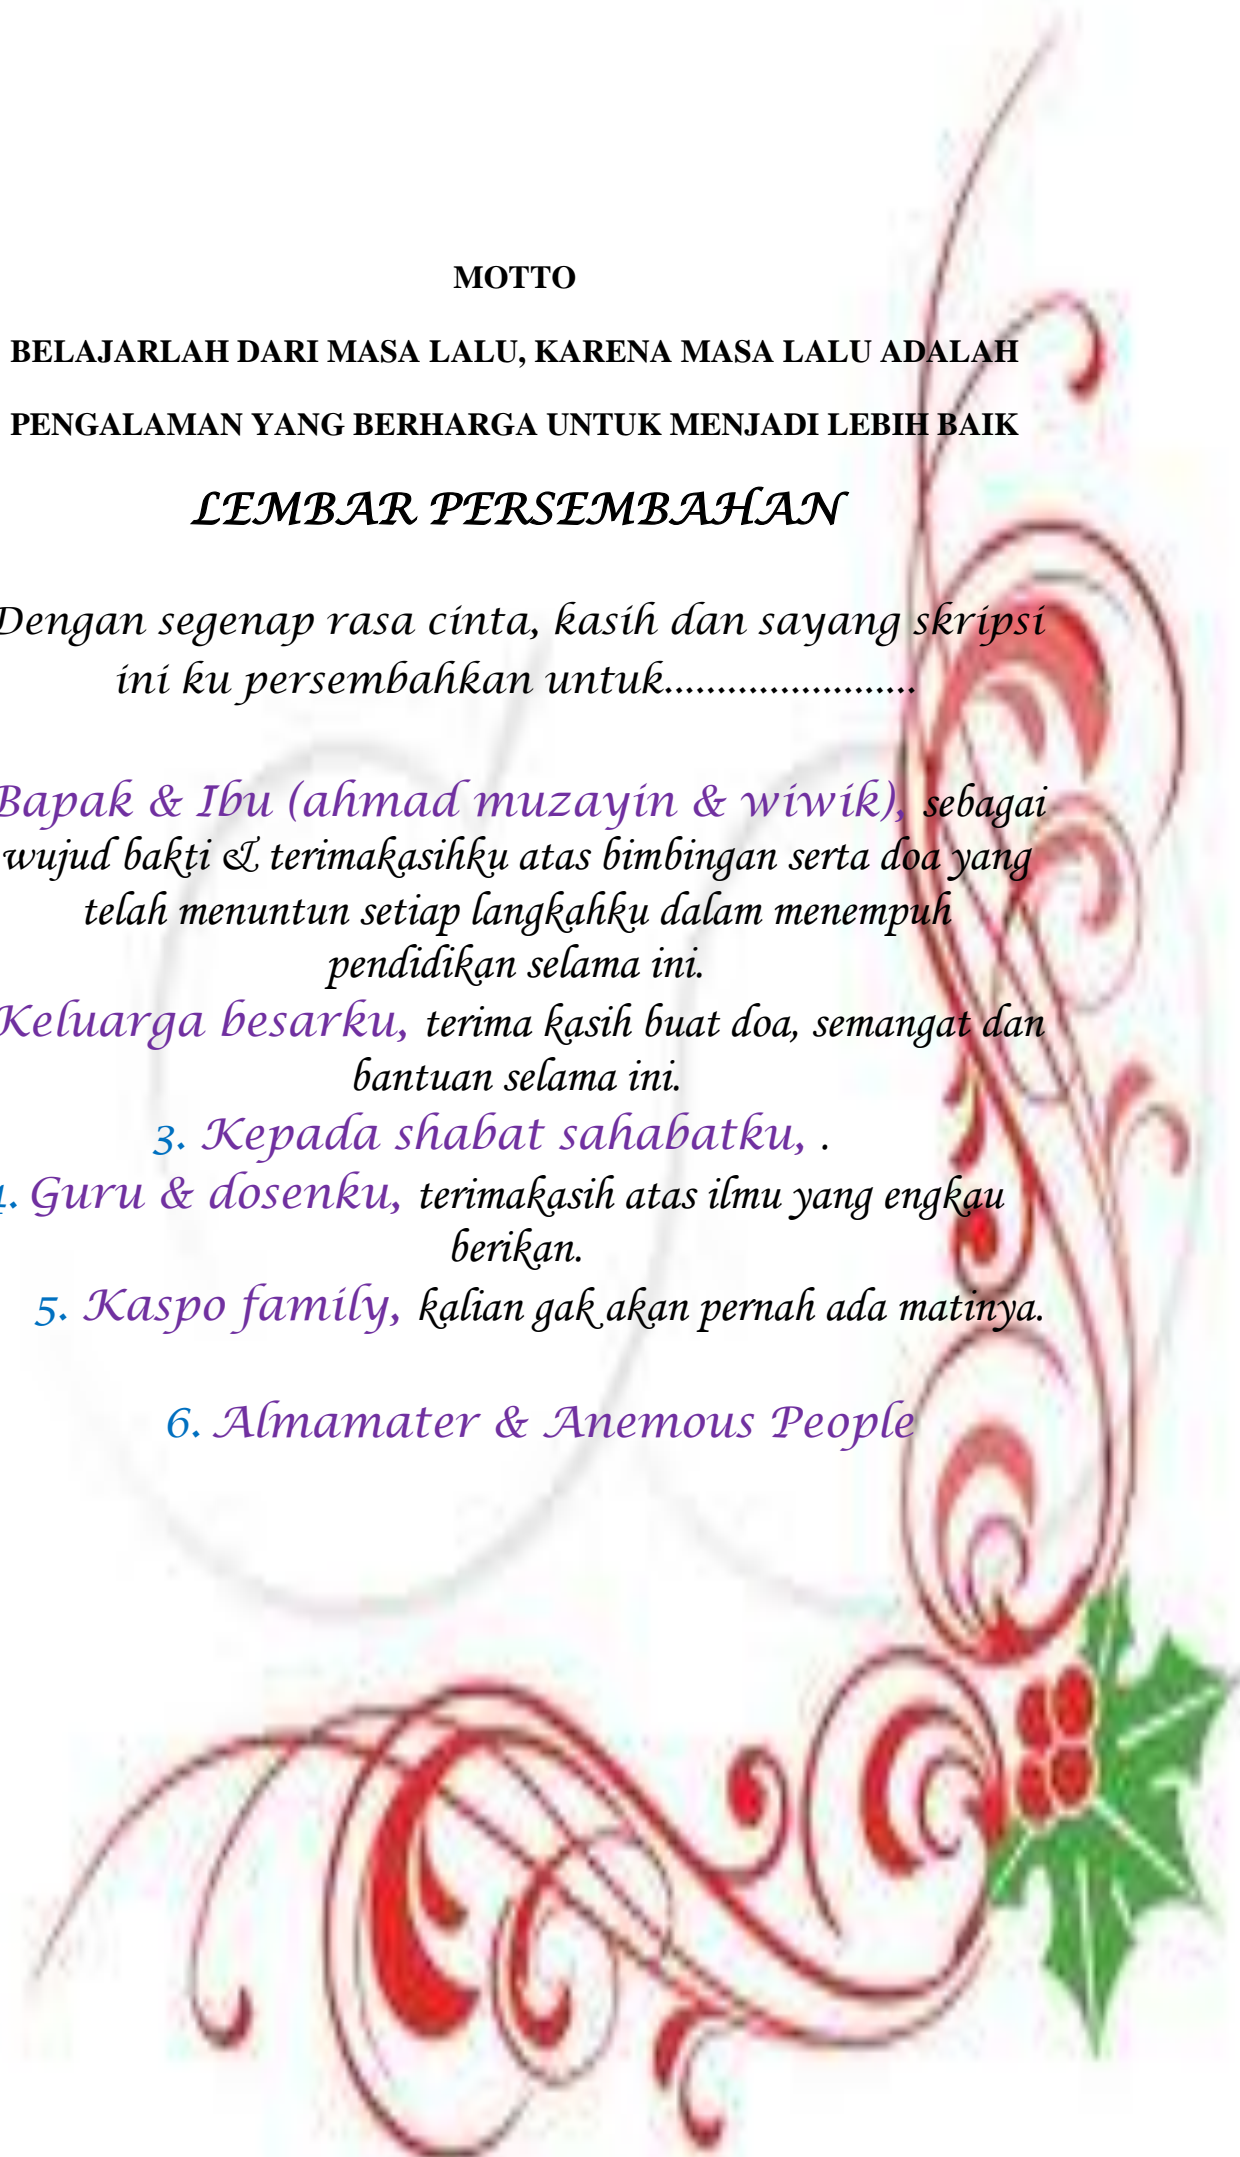 MOTTO
BELAJARLAH DARI MASA LALU, KARENA MASA LALU ADALAH
PENGALAMAN YANG BERHARGA UNTUK MENJADI LEBIH BAIK
LEMBAR PERSEMBAHAN
Dengan segenap rasa cinta, kasih dan sayang skripsi
ini ku persembahkan untuk........................
Bapak & Ibu (ahmad muzayin & wiwik), sebagai
wujud bakti & terimakasihku atas bimbingan serta doa yang
telah menuntun setiap langkahku dalam menempuh
pendidikan selama ini.
Keluarga besarku, terima kasih buat doa, semangat dan
bantuan selama ini.
3. Kepada shabat sahabatku, .
4. Guru & dosenku, terimakasih atas ilmu yang engkau
berikan.
5. Kaspo family, kalian gak akan pernah ada matinya.
6. Almamater & Anemous People